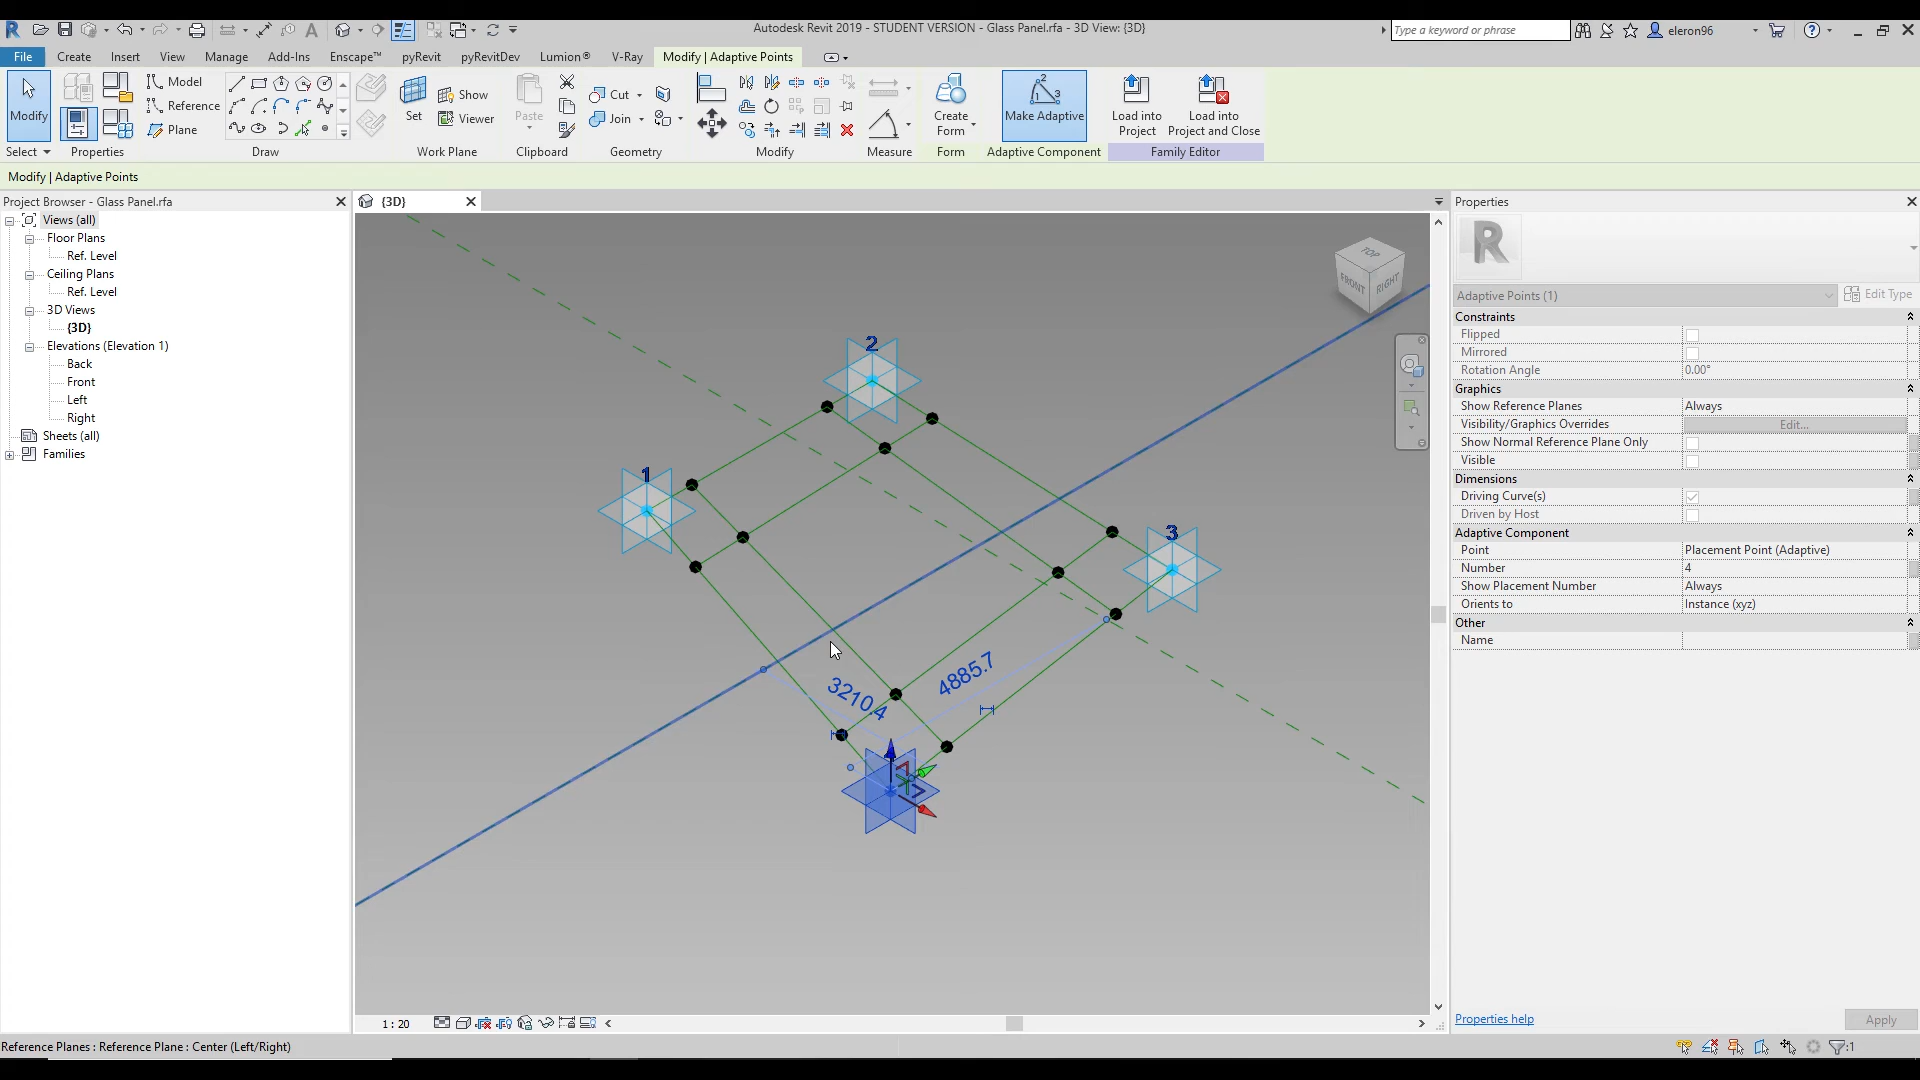 Autodesk Revit 2019 - STUDENT VERSION - Glass Panel.rfa - 3D View: {3D}
Type a keyword or phrase
eleron96
File Create Insert View Manage Add-Ins Enscape™ pyRevit pyRevitDev Lumion® V-Ray Modify | Adaptive Points
Modify
Model
Reference
Plane
Set
Show
Viewer
Paste
Cut
Join
Create Form
Make Adaptive
Load into Project
Load into Project and Close
Select Properties Draw Work Plane Clipboard Geometry Modify Measure Form Adaptive Component Family Editor
Modify | Adaptive Points
Project Browser - Glass Panel.rfa
Views (all)
Floor Plans
Ref. Level
Ceiling Plans
Ref. Level
3D Views
{3D}
Elevations (Elevation 1)
Back
Front
Left
Right
Sheets (all)
Families
{3D}
TOP
FRONT
RIGHT
2
1
3
4885.7
3210.4
1 : 20
Properties
R
Adaptive Points (1)
Edit Type
Constraints
Flipped
Mirrored
Rotation Angle 0.00°
Graphics
Show Reference Planes Always
Visibility/Graphics Overrides Edit...
Show Normal Reference Plane Only
Visible
Dimensions
Driving Curve(s)
Driven by Host
Adaptive Component
Point Placement Point (Adaptive)
Number 4
Show Placement Number Always
Orients to Instance (xyz)
Other
Name
Properties help
Apply
Reference Planes : Reference Plane : Center (Left/Right)
:1